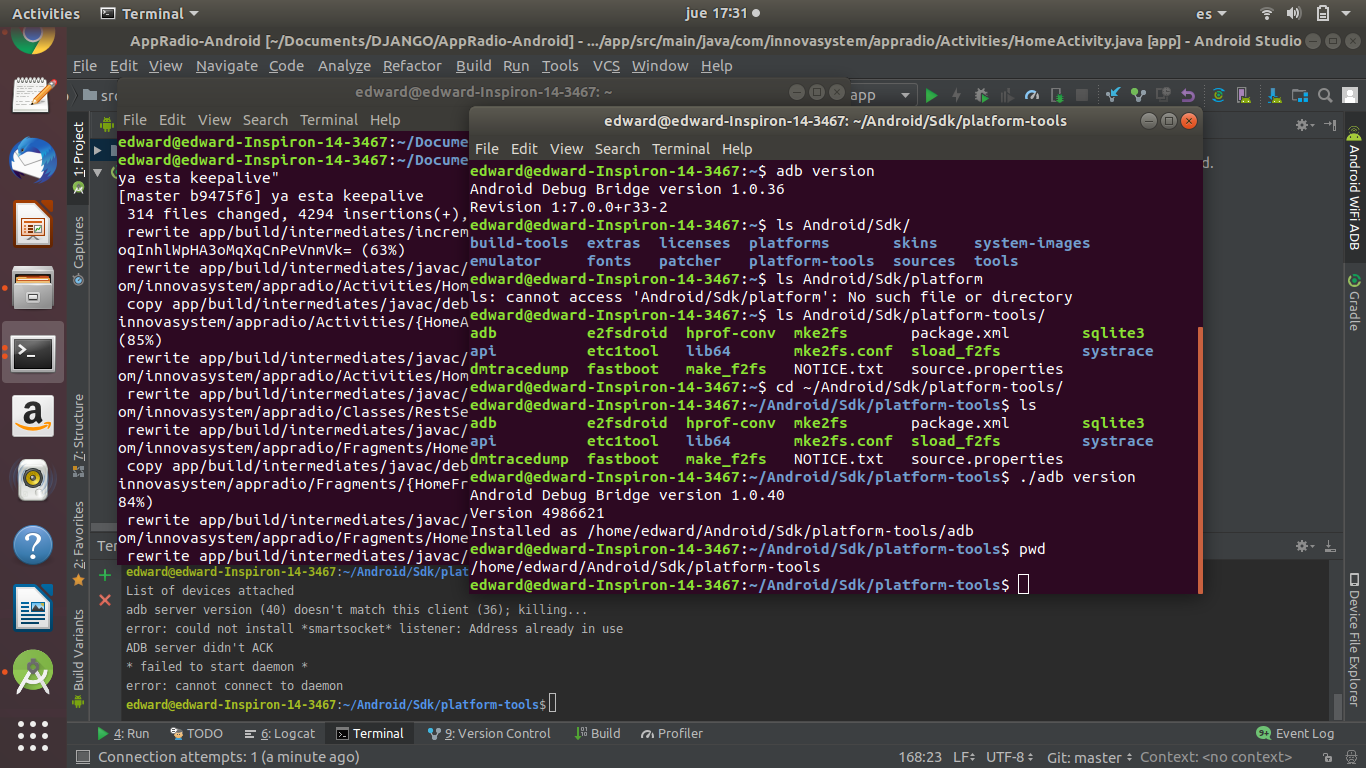 Activities Terminal jue 17:31 es
AppRadio-Android [~/Documents/DJANGO/AppRadio-Android] - .../app/src/main/java/com/innovasystem/appradio/Activities/HomeActivity.java [app] - Android Studio
File Edit View Navigate Code Analyze Refactor Build Run Tools VCS Window Help
src
edward@edward-Inspiron-14-3467: ~
app
File Edit View Search Terminal Help
edward@edward-Inspiron-14-3467:~/Docume
edward@edward-Inspiron-14-3467:~/Docume
ya esta keepalive"
[master b9475f6] ya esta keepalive
314 files changed, 4294 insertions(+),
rewrite app/build/intermediates/increm
oqInhlWpHA3oMqXqCnPeVnmVk= (63%)
rewrite app/build/intermediates/javac/
om/innovasystem/appradio/Activities/Hom
copy app/build/intermediates/javac/deb
innovasystem/appradio/Activities/{HomeA
(85%)
rewrite app/build/intermediates/javac/
om/innovasystem/appradio/Activities/Hom
rewrite app/build/intermediates/javac/
om/innovasystem/appradio/Classes/RestSe
rewrite app/build/intermediates/javac/
om/innovasystem/appradio/Fragments/Home
copy app/build/intermediates/javac/deb
innovasystem/appradio/Fragments/{HomeFr
84%)
rewrite app/build/intermediates/javac/
om/innovasystem/appradio/Fragments/Home
rewrite app/build/intermediates/javac/
edward@edward-Inspiron-14-3467: ~/Android/Sdk/platform-tools
File Edit View Search Terminal Help
edward@edward-Inspiron-14-3467:~$ adb version
Android Debug Bridge version 1.0.36
Revision 1:7.0.0+r33-2
edward@edward-Inspiron-14-3467:~$ ls Android/Sdk/
build-tools extras licenses platforms skins system-images
emulator fonts patcher platform-tools sources tools
edward@edward-Inspiron-14-3467:~$ ls Android/Sdk/platform
ls: cannot access 'Android/Sdk/platform': No such file or directory
edward@edward-Inspiron-14-3467:~$ ls Android/Sdk/platform-tools/
adb e2fsdroid hprof-conv mke2fs package.xml sqlite3
api etc1tool lib64 mke2fs.conf sload_f2fs systrace
dmtracedump fastboot make_f2fs NOTICE.txt source.properties
edward@edward-Inspiron-14-3467:~$ cd ~/Android/Sdk/platform-tools/
edward@edward-Inspiron-14-3467:~/Android/Sdk/platform-tools$ ls
adb e2fsdroid hprof-conv mke2fs package.xml sqlite3
api etc1tool lib64 mke2fs.conf sload_f2fs systrace
dmtracedump fastboot make_f2fs NOTICE.txt source.properties
edward@edward-Inspiron-14-3467:~/Android/Sdk/platform-tools$ ./adb version
Android Debug Bridge version 1.0.40
Version 4986621
Installed as /home/edward/Android/Sdk/platform-tools/adb
edward@edward-Inspiron-14-3467:~/Android/Sdk/platform-tools$ pwd
/home/edward/Android/Sdk/platform-tools
edward@edward-Inspiron-14-3467:~/Android/Sdk/platform-tools$
d.
1: Project
Captures
7: Structure
2: Favorites
Build Variants
Android WiFi ADB
Gradle
Device File Explorer
Ter
edward@edward-Inspiron-14-3467:~/Android/Sdk/plat
List of devices attached
adb server version (40) doesn't match this client (36); killing...
error: could not install *smartsocket* listener: Address already in use
ADB server didn't ACK
* failed to start daemon *
error: cannot connect to daemon
edward@edward-Inspiron-14-3467:~/Android/Sdk/platform-tools$
4: Run TODO 6: Logcat Terminal 9: Version Control Build Profiler 9+ Event Log
Connection attempts: 1 (a minute ago) 168:23 LF UTF-8 Git: master Context: <no context>